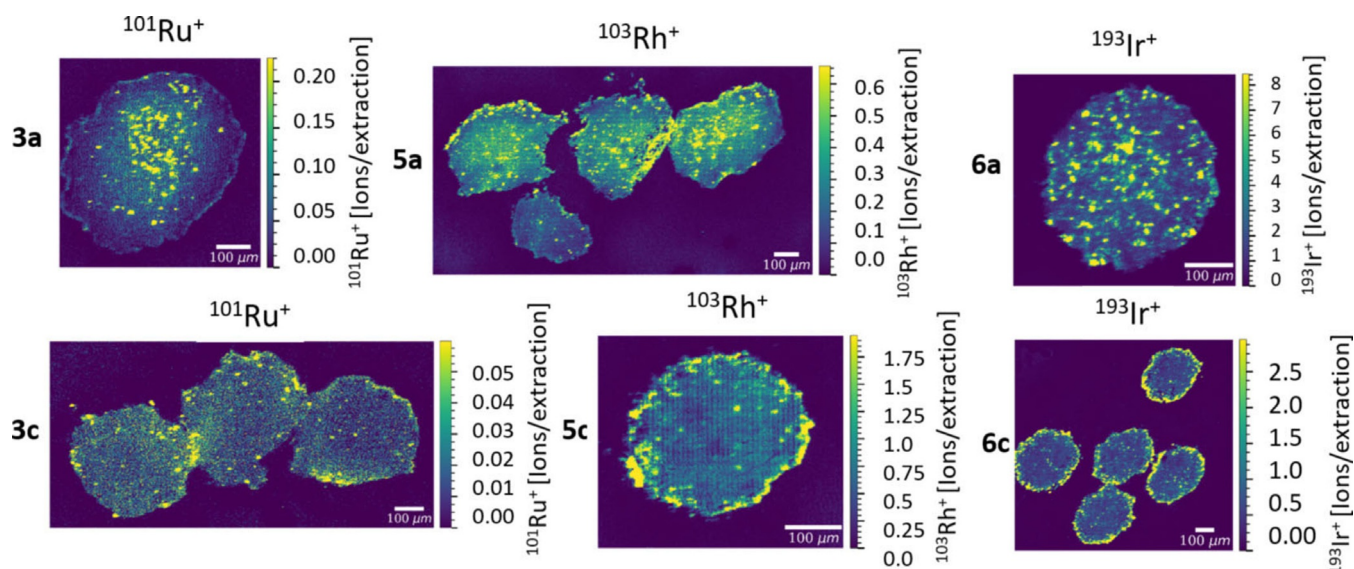 ¹⁰¹Ru⁺
3a
0.20
0.15
0.10
0.05
0.00
¹⁰¹Ru⁺ [Ions/extraction]
100 μm
¹⁰³Rh⁺
5a
0.6
0.5
0.4
0.3
0.2
0.1
0.0
¹⁰³Rh⁺ [Ions/extraction]
100 μm
¹⁹³Ir⁺
6a
8
7
6
5
4
3
2
1
0
¹⁹³Ir⁺ [Ions/extraction]
100 μm
¹⁰¹Ru⁺
3c
0.05
0.04
0.03
0.02
0.01
0.00
¹⁰¹Ru⁺ [Ions/extraction]
100 μm
¹⁰³Rh⁺
5c
1.75
1.50
1.25
1.0
0.75
0.5
0.25
0.0
¹⁰³Rh⁺ [Ions/extraction]
100 μm
¹⁹³Ir⁺
6c
2.5
2.0
1.5
1.0
0.5
0.00
¹⁹³Ir⁺ [Ions/extraction]
100 μm